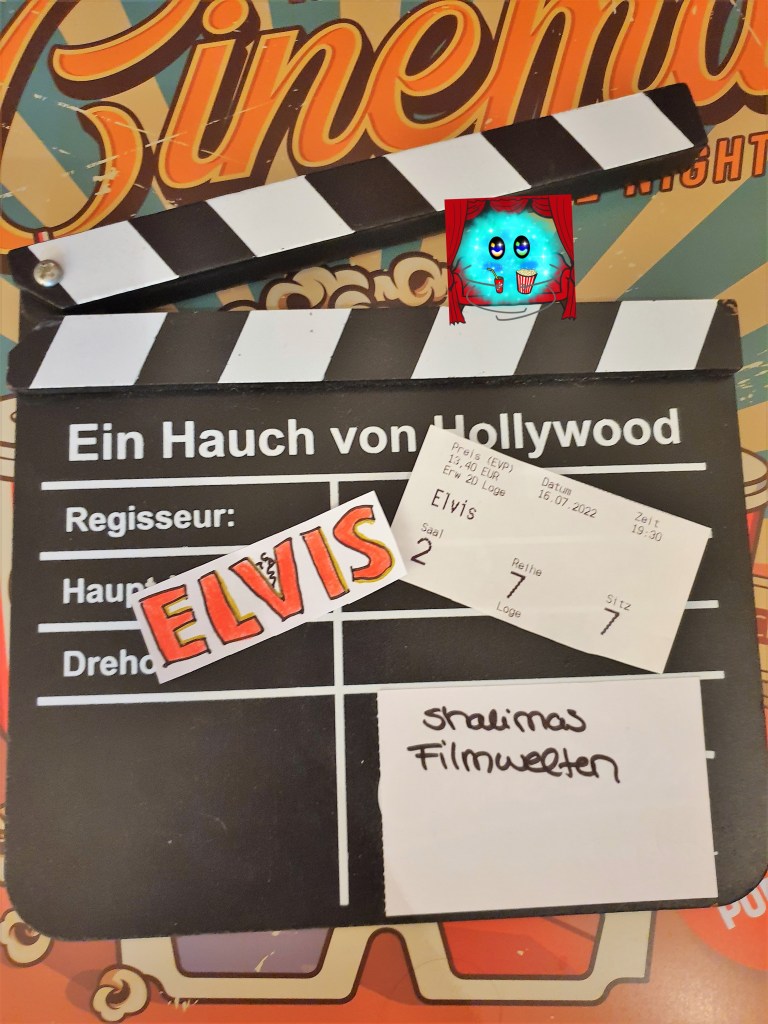 Cinema
NIGHT
Ein Hauch von Hollywood
Regisseur:
Haupt
Dreho
ELVIS
Preis (EVP)
13,40 EUR
Erw 2D Loge
Datum
16.07.2022
Zeit
19:30
Elvis
Saal
2
Reihe
7
Loge
Sitz
7
shalimas
Filmwelten